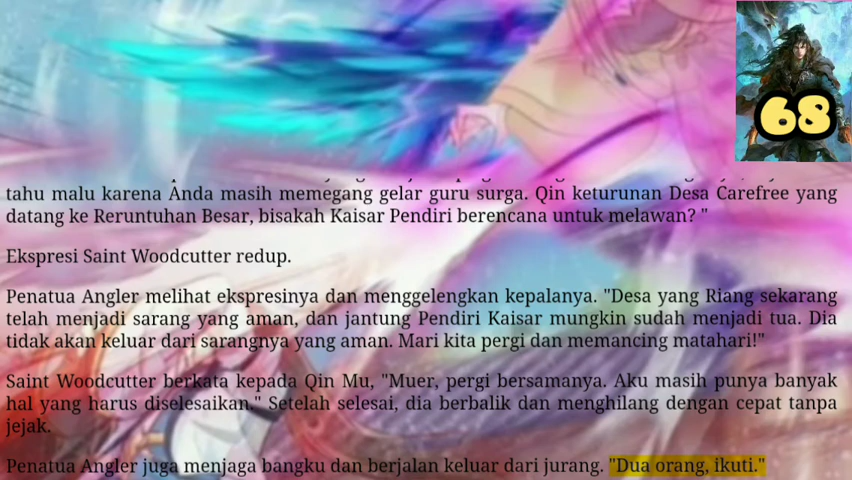 68
tahu malu karena Anda masih memegang gelar guru surga. Qin keturunan Desa Carefree yang
datang ke Reruntuhan Besar, bisakah Kaisar Pendiri berencana untuk melawan? "
Ekspresi Saint Woodcutter redup.
Penatua Angler melihat ekspresinya dan menggelengkan kepalanya. "Desa yang Riang sekarang
telah menjadi sarang yang aman, dan jantung Pendiri Kaisar mungkin sudah menjadi tua. Dia
tidak akan keluar dari sarangnya yang aman. Mari kita pergi dan memancing matahari!"
Saint Woodcutter berkata kepada Qin Mu, "Muer, pergi bersamanya. Aku masih punya banyak
hal yang harus diselesaikan." Setelah selesai, dia berbalik dan menghilang dengan cepat tanpa
jejak.
Penatua Angler juga menjaga bangku dan berjalan keluar dari jurang. "Dua orang, ikuti."